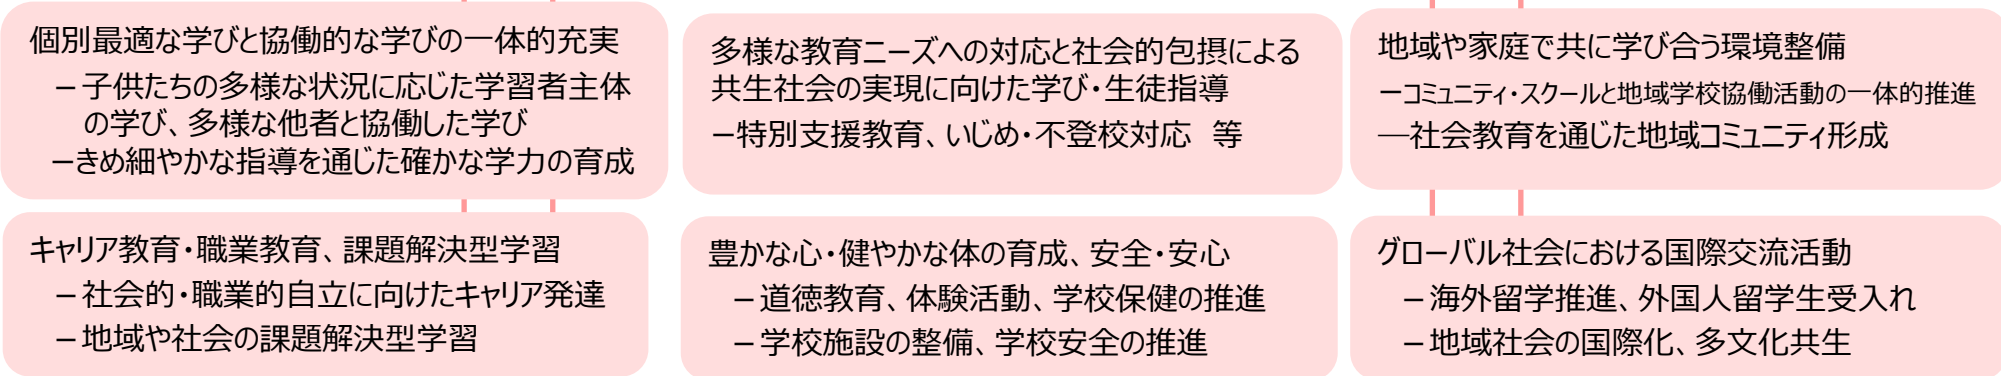 個別最適な学びと協働的な学びの一体的充実
－子供たちの多様な状況に応じた学習者主体
の学び、多様な他者と協働した学び
－きめ細やかな指導を通じた確かな学力の育成
多様な教育ニーズへの対応と社会的包摂による
共生社会の実現に向けた学び・生徒指導
－特別支援教育、いじめ・不登校対応　等
地域や家庭で共に学び合う環境整備
－コミュニティ・スクールと地域学校協働活動の一体的推進
―社会教育を通じた地域コミュニティ形成
キャリア教育・職業教育、課題解決型学習
－社会的・職業的自立に向けたキャリア発達
－地域や社会の課題解決型学習
豊かな心・健やかな体の育成、安全・安心
－道徳教育、体験活動、学校保健の推進
－学校施設の整備、学校安全の推進
グローバル社会における国際交流活動
－海外留学推進、外国人留学生受入れ
－地域社会の国際化、多文化共生